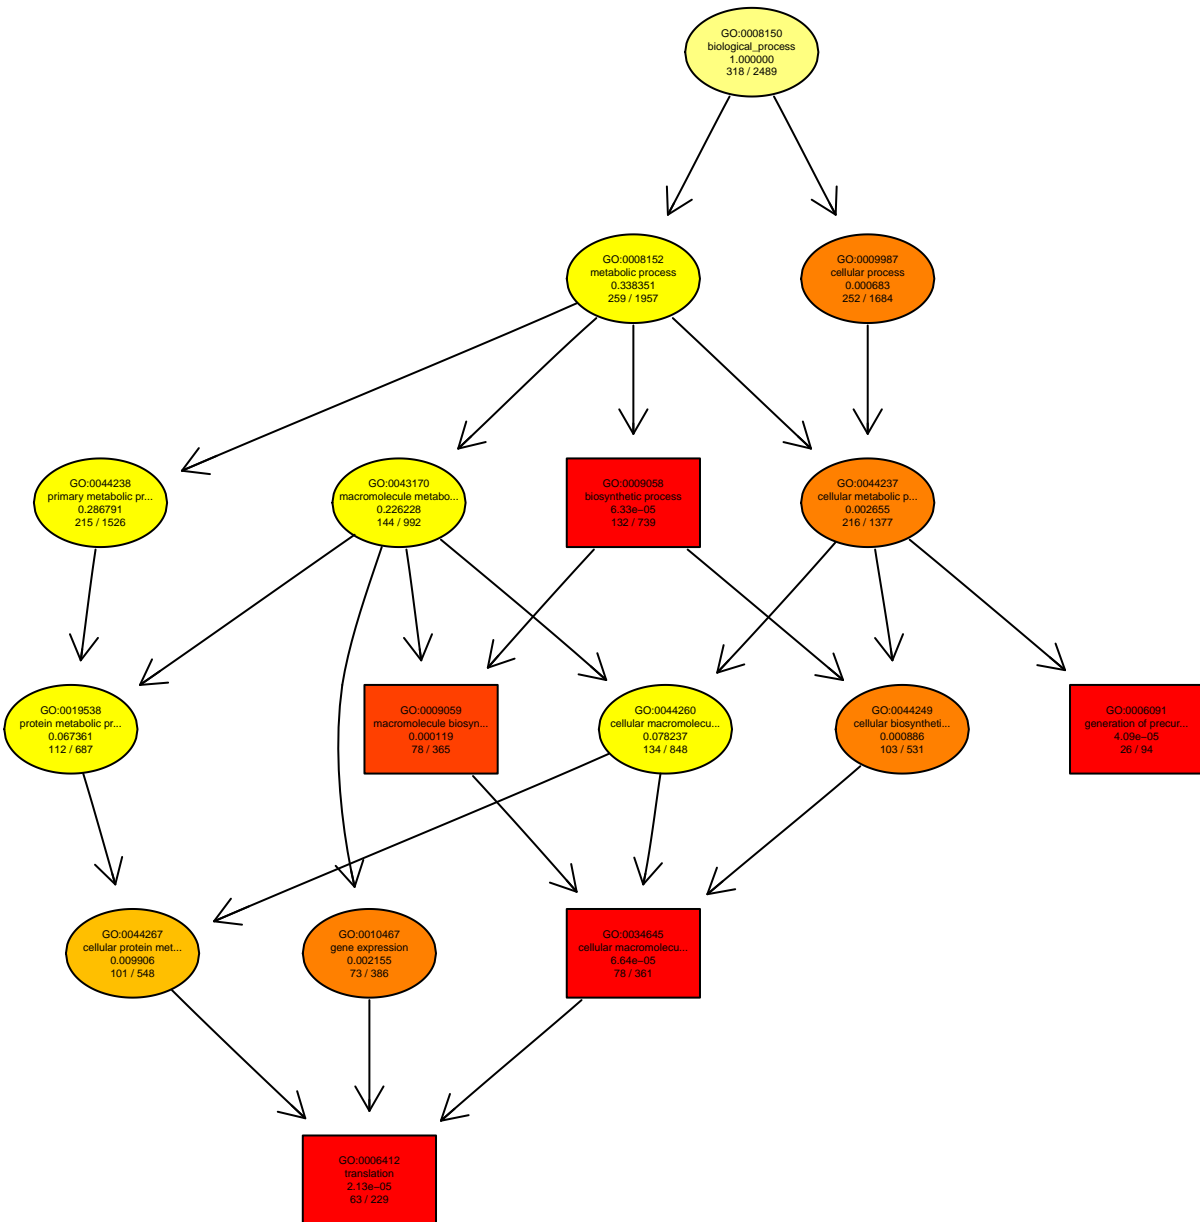 GO:0008150
biological_process
1.000000
318 / 2489
GO:0008152
metabolic process
0.338351
259 / 1957
GO:0009987
cellular process
0.000683
252 / 1684
GO:0044238
primary metabolic pr...
0.286791
215 / 1526
GO:0043170
macromolecule metabo...
0.226228
144 / 992
GO:0009058
biosynthetic process
6.33e−05
132 / 739
GO:0044237
cellular metabolic p...
0.002655
216 / 1377
GO:0019538
protein metabolic pr...
0.067361
112 / 687
GO:0009059
macromolecule biosyn...
0.000119
78 / 365
GO:0044260
cellular macromolecu...
0.078237
134 / 848
GO:0044249
cellular biosyntheti...
0.000886
103 / 531
GO:0006091
generation of precur...
4.09e−05
26 / 94
GO:0044267
cellular protein met...
0.009906
101 / 548
GO:0010467
gene expression
0.002155
73 / 386
GO:0034645
cellular macromolecu...
6.64e−05
78 / 361
GO:0006412
translation
2.13e−05
63 / 229